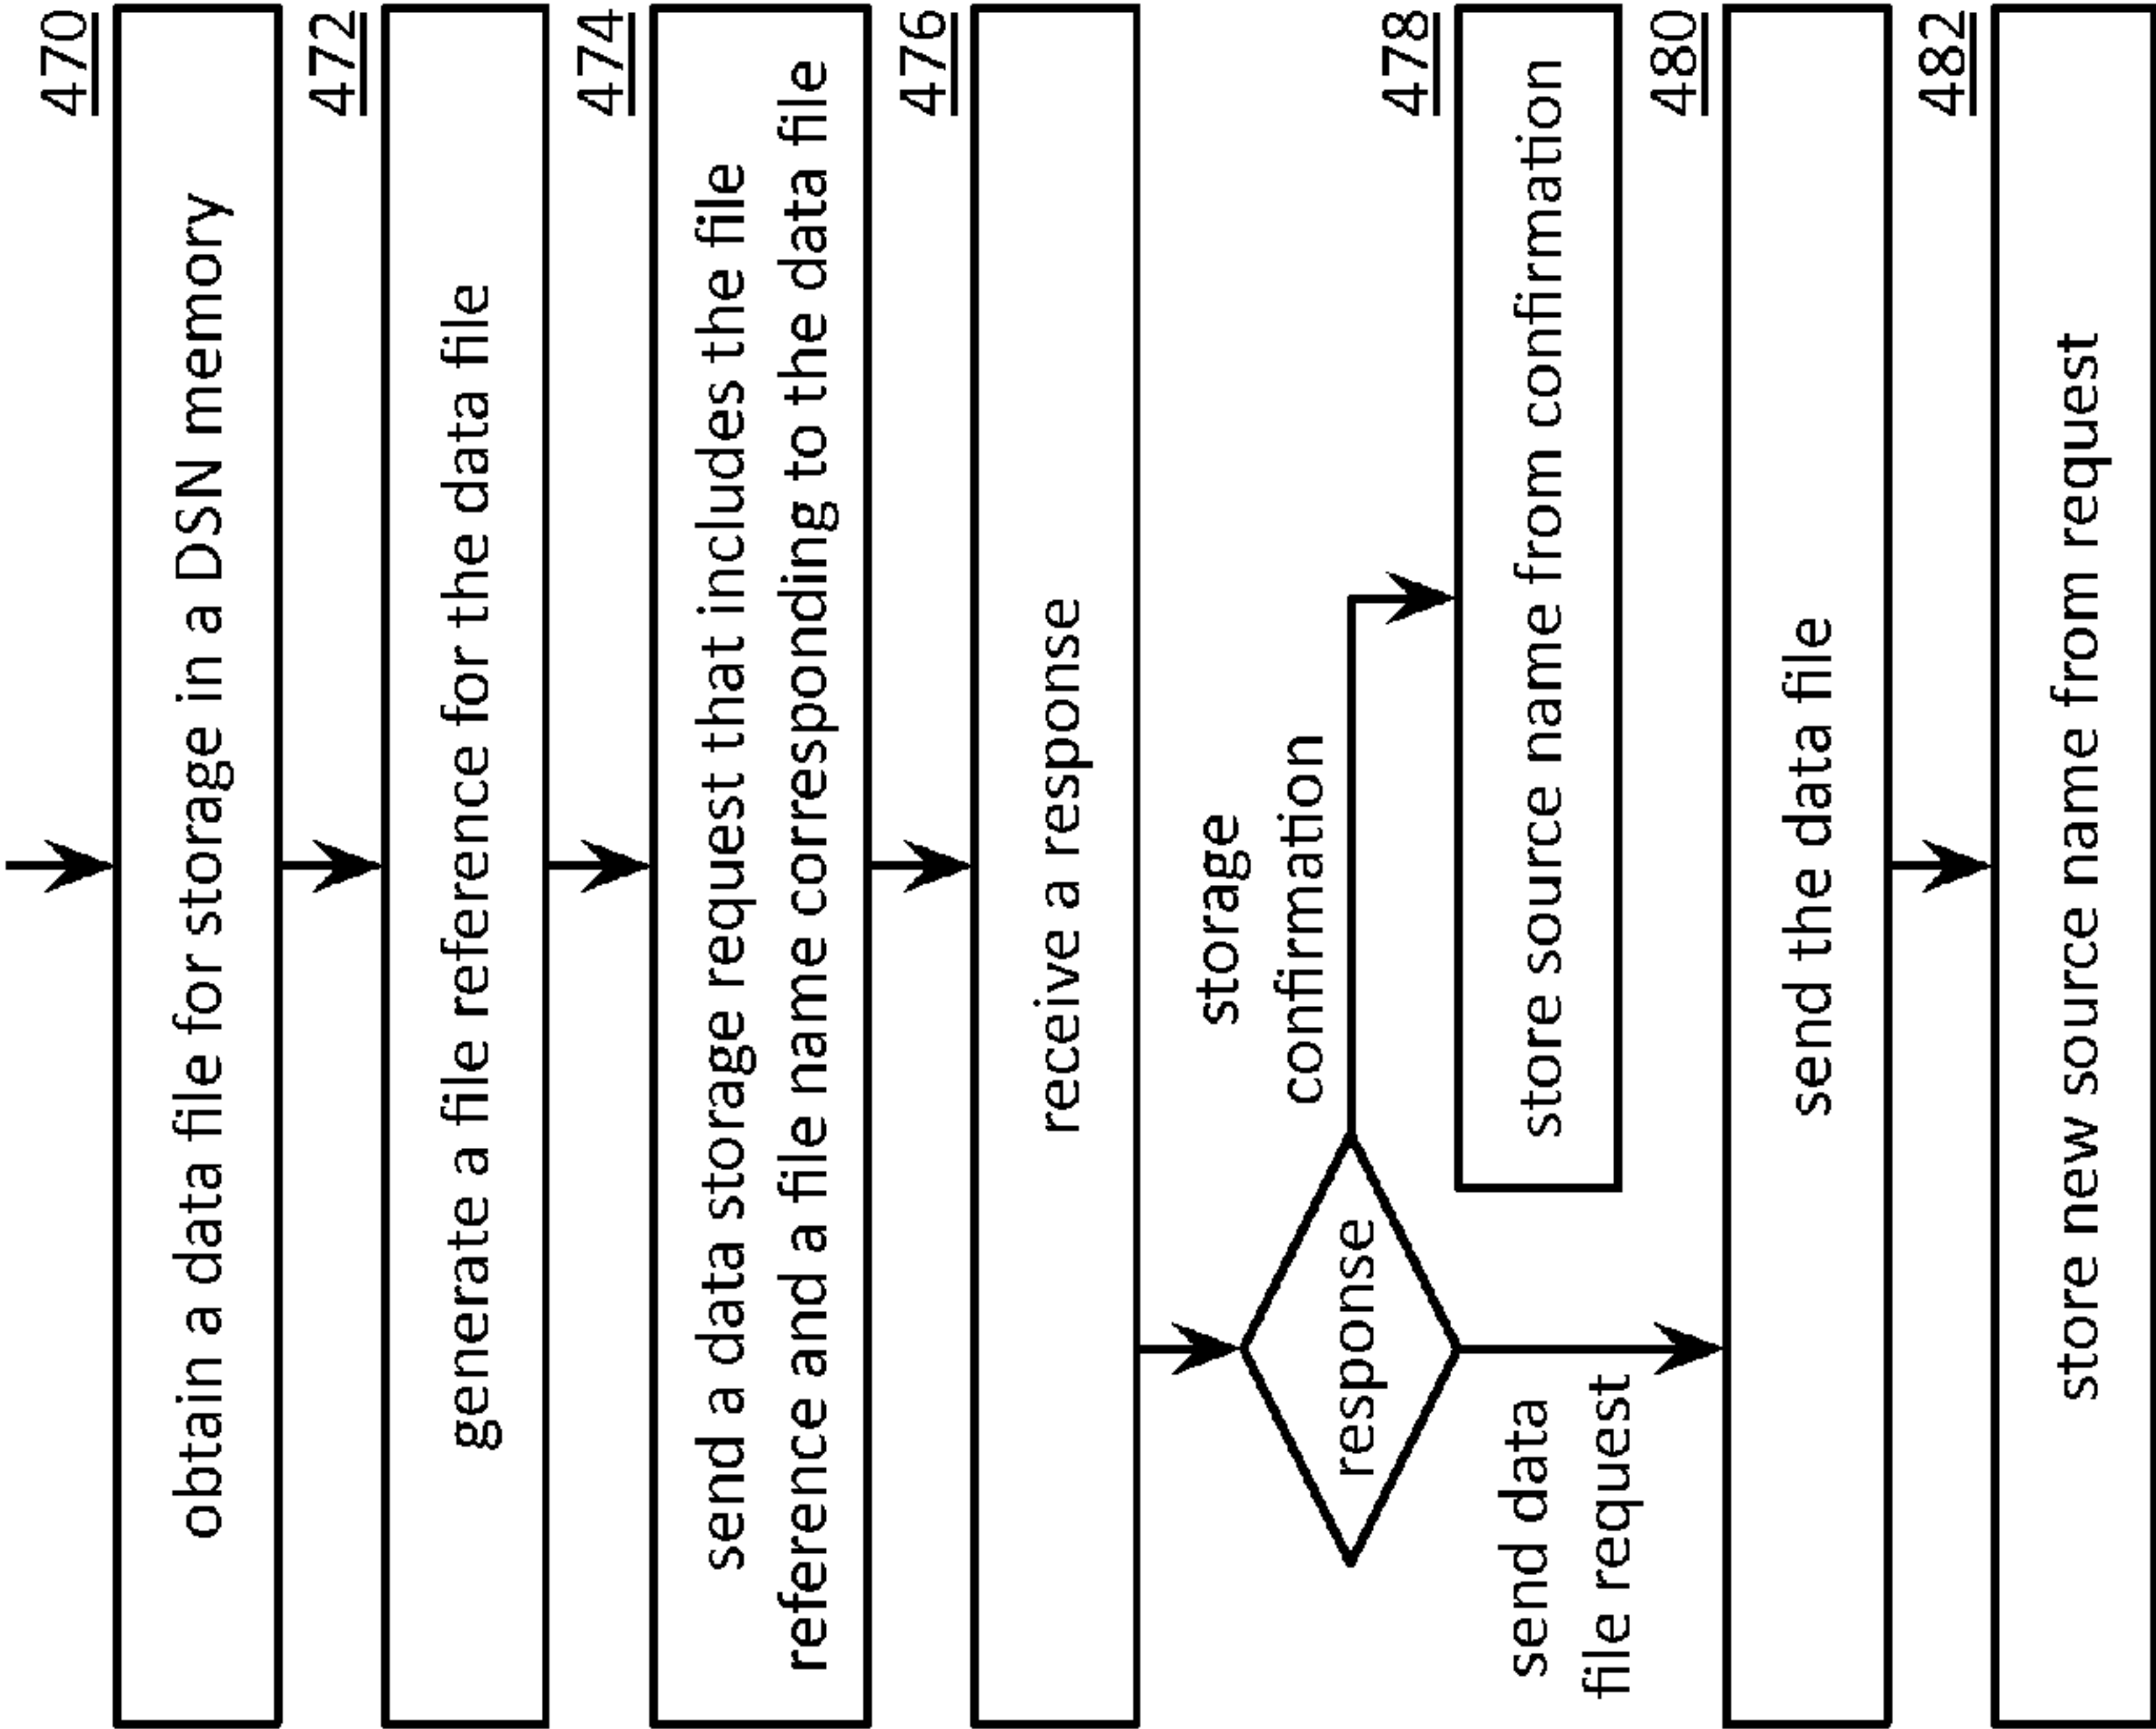 470
obtain a data file for storage in a DSN memory
472
generate a file reference for the data file
474
send a data storage request that includes the file
reference and a file name corresponding to the data file
476
receive a response
response
storage
confirmation
478
store source name from confirmation
send data
file request
480
send the data file
482
store new source name from request